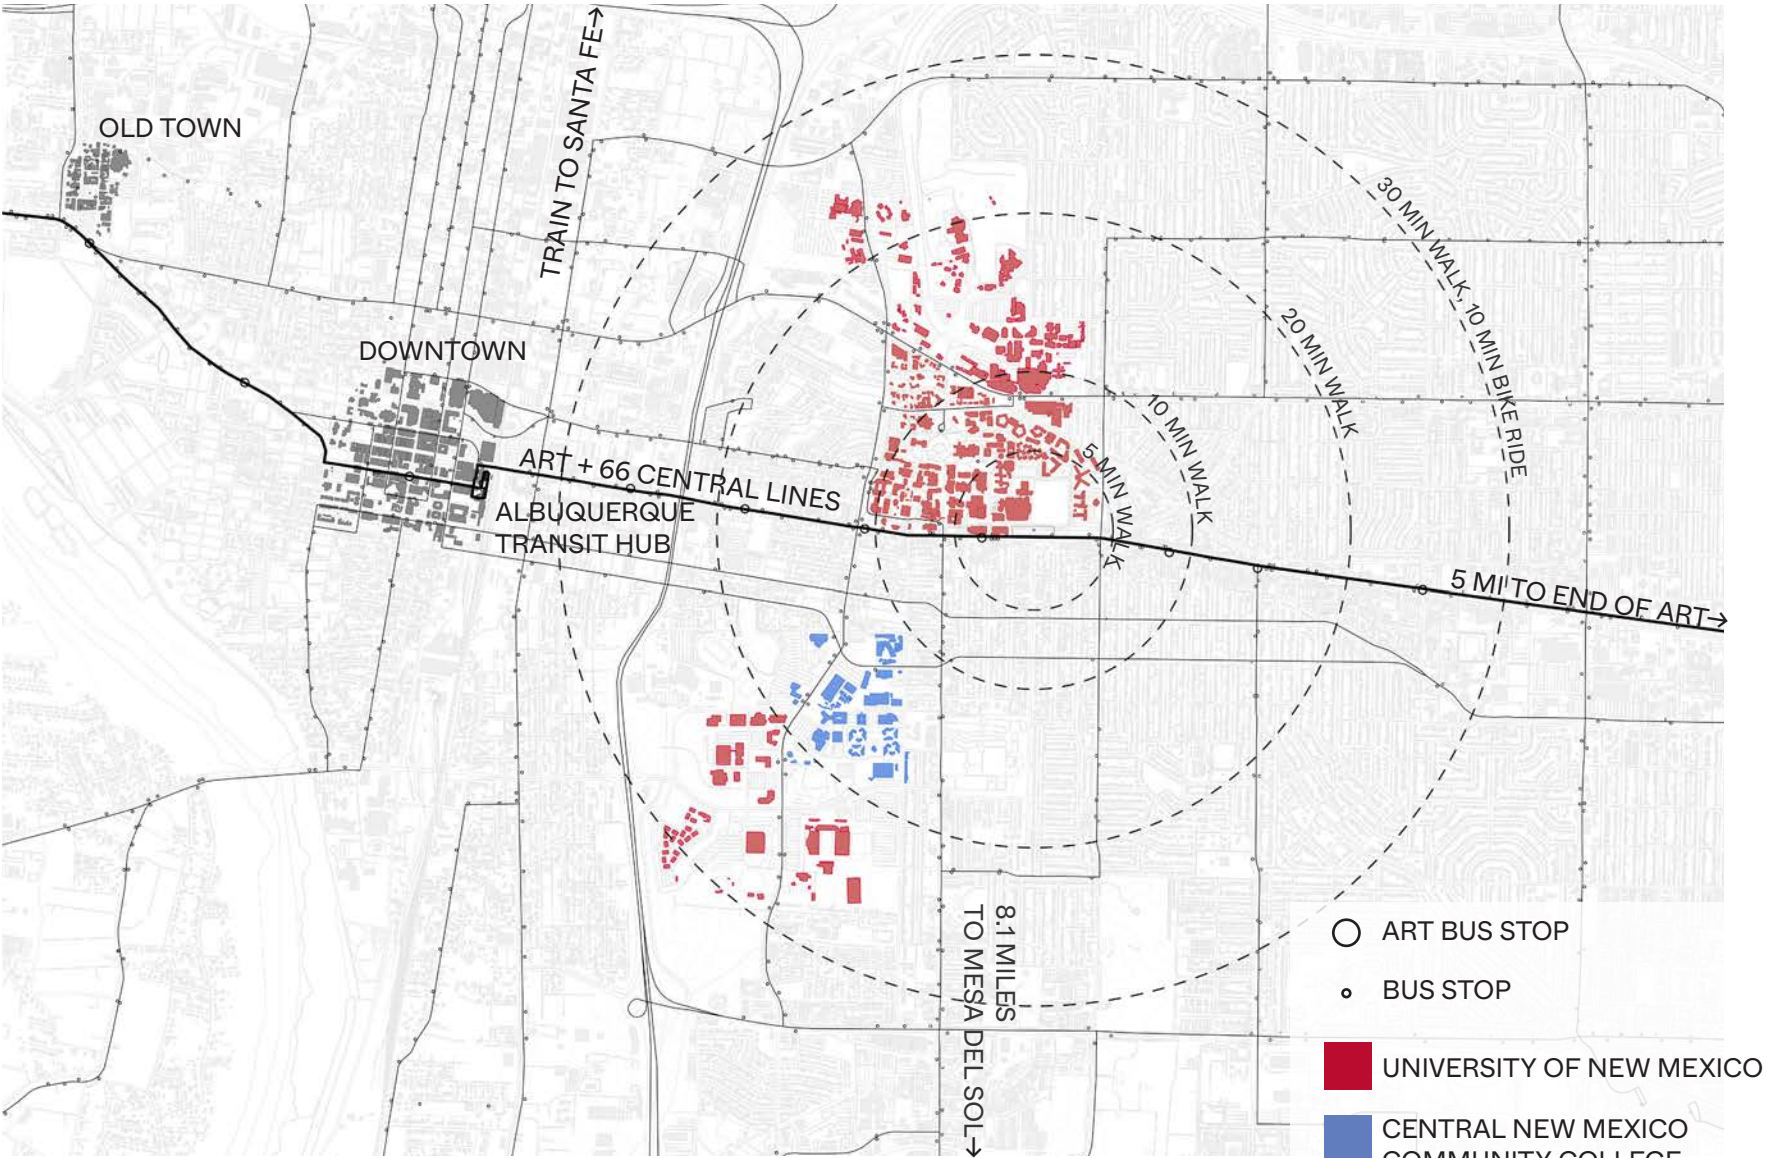 TRAIN TO SANTA FE→
OLD TOWN
30 MIN WALK, 10 MIN BIKE RIDE
20 MIN WALK
DOWNTOWN
10 MIN WALK
5 MIN WALK
ART + 66 CENTRAL LINES
ALBUQUERQUE
TRANSIT HUB
5 MI TO END OF ART→
8.1 MILES
TO MESA DEL SOL→
ART BUS STOP
BUS STOP
UNIVERSITY OF NEW MEXICO
CENTRAL NEW MEXICO
COMMUNITY COLLEGE